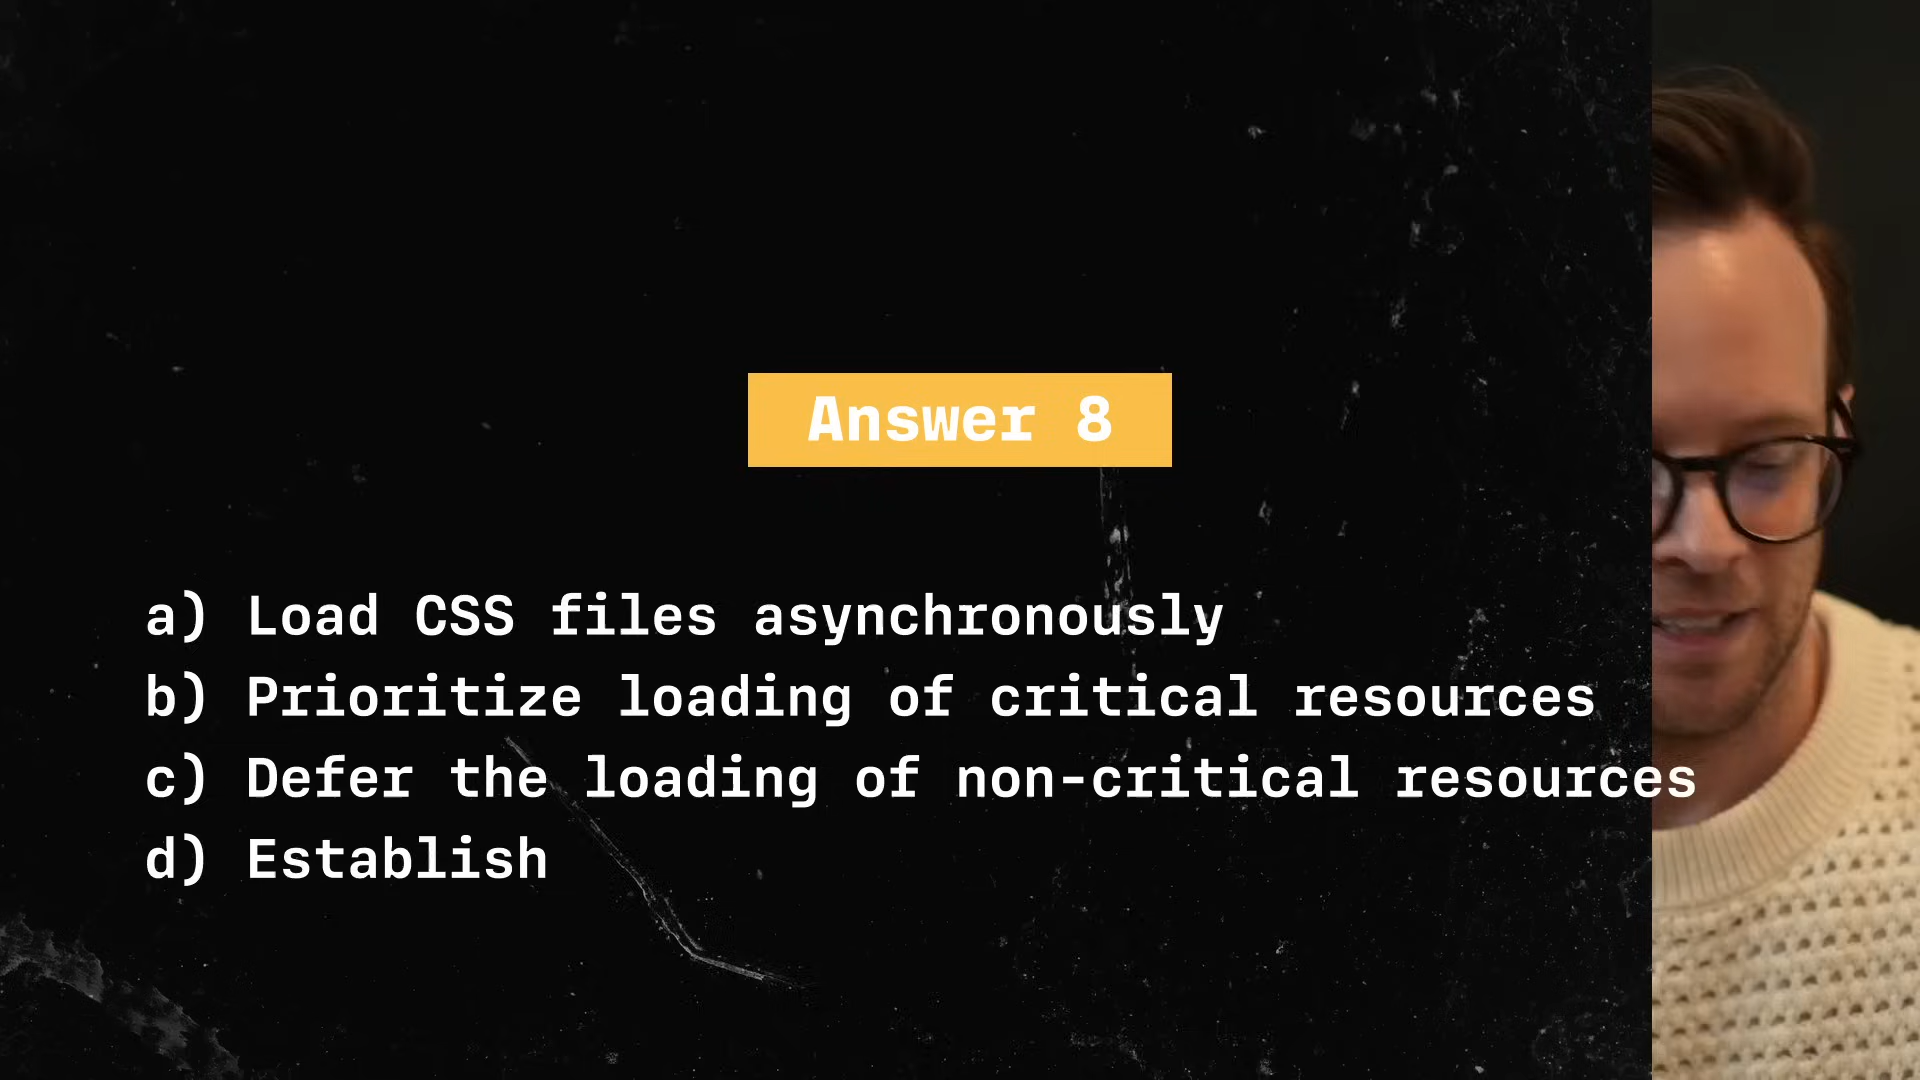 Answer 8
a) Load CSS files asynchronously
b) Prioritize loading of critical resources
c) Defer the loading of non-critical resources
d) Establish